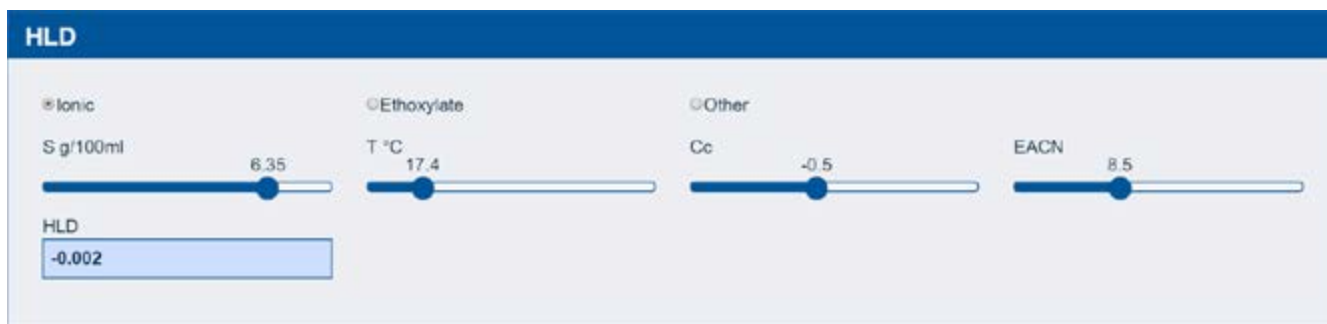 HLD
Ionic Ethoxylate Other
S g/100ml T °C Cc EACN
6.35 17.4 -0.5 8.5
HLD
-0.002